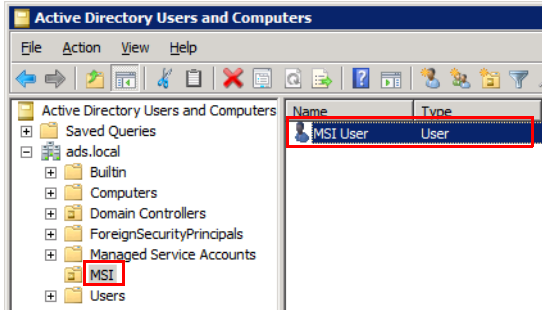 Active Directory Users and Computers
File Action View Help
Active Directory Users and Computers
Saved Queries
ads.local
Builtin
Computers
Domain Controllers
ForeignSecurityPrincipals
Managed Service Accounts
MSI
Users
Name Type
MSI User User